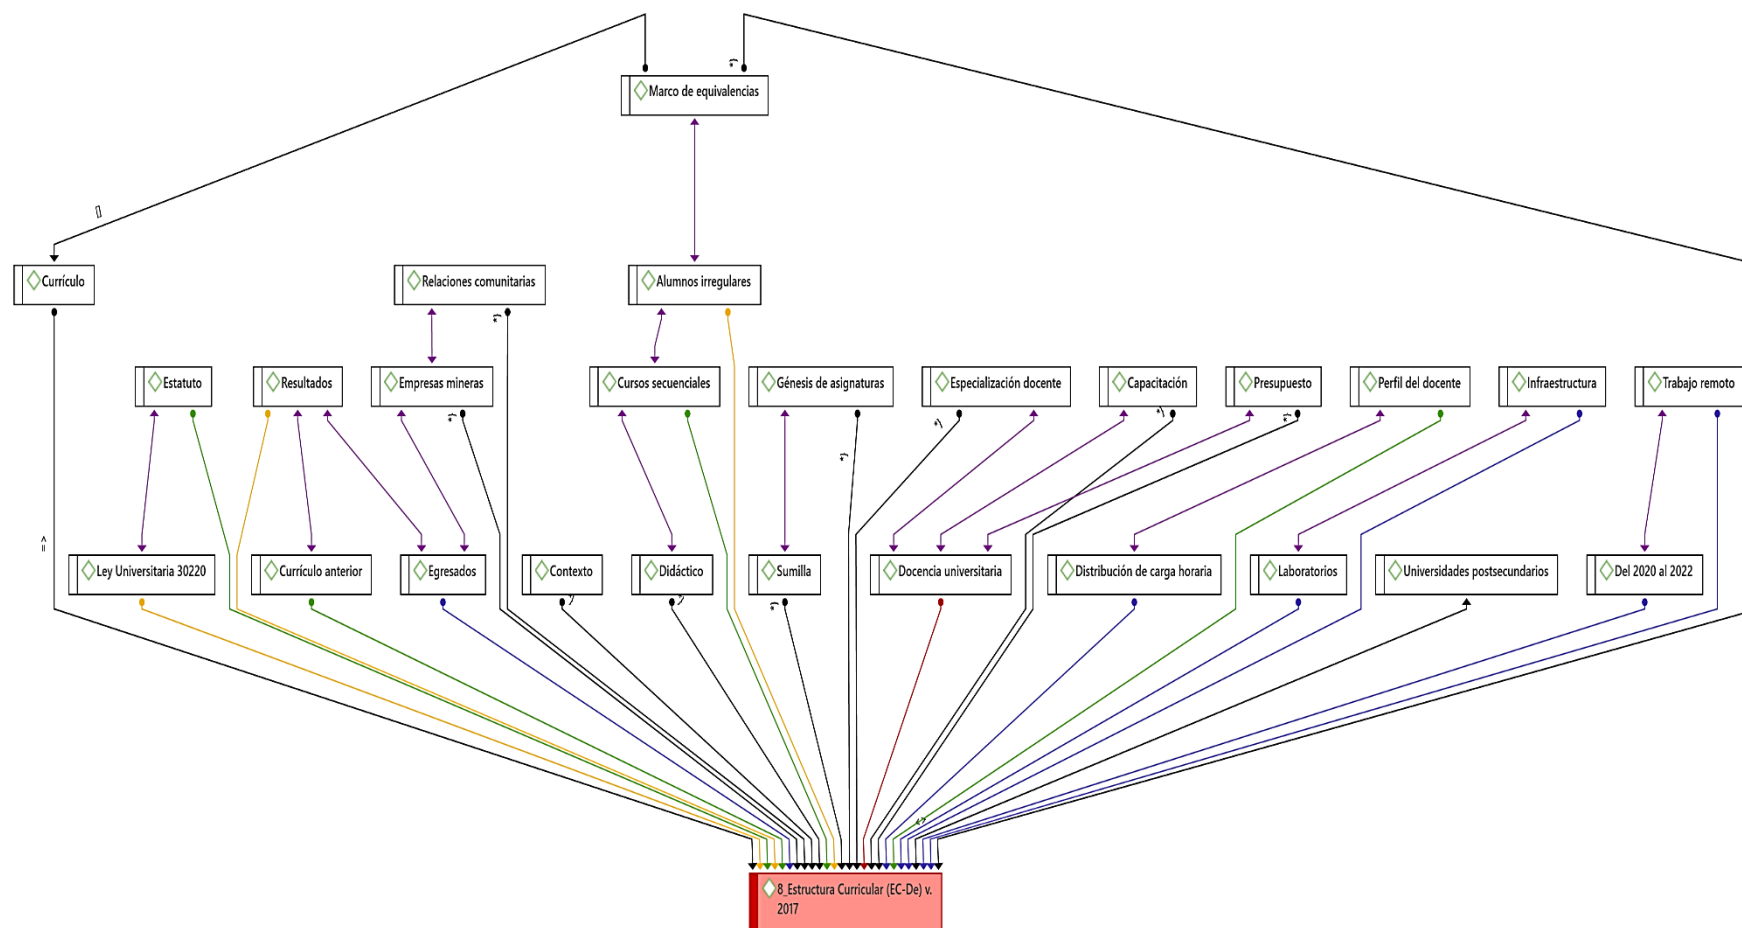 *}
Marco de equivalencias
[]
Currículo
Relaciones comunitarias
Alumnos irregulares
*}
Estatuto
Resultados
Empresas mineras
Cursos secuenciales
Génesis de asignaturas
Especialización docente
Capacitación
Presupuesto
Perfil del docente
Infraestructura
Trabajo remoto
*}
*}
*}
*}
*}
=>
Ley Universitaria 30220
Currículo anterior
Egresados
Contexto
Didáctico
Sumilla
Docencia universitaria
Distribución de carga horaria
Laboratorios
Universidades postsecundarios
Del 2020 al 2022
*}
<>
8_Estructura Curricular (EC-De) v.
2017